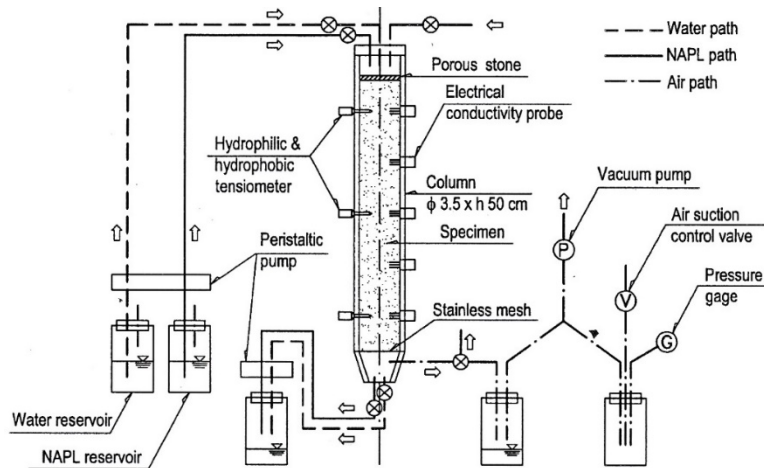 Water path
NAPL path
Air path
Porous stone
Electrical
conductivity probe
Hydrophilic &
hydrophobic
tensiometer
Column
ϕ 3.5 x h 50 cm
Vacuum pump
P
Air suction
control valve
V
Specimen
Peristaltic
pump
Pressure
gage
G
Stainless mesh
Water reservoir
NAPL reservoir